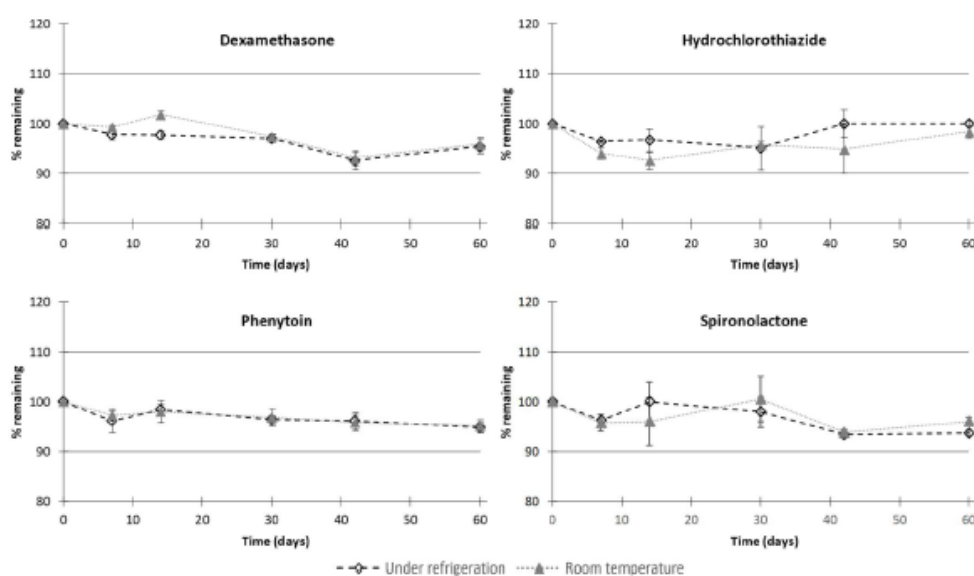 Dexamethasone
120
110
100
90
80
% remaining
0 10 20 30 40 50 60
Time (days)
Hydrochlorothiazide
120
110
100
90
80
% remaining
0 10 20 30 40 50 60
Time (days)
Phenytoin
120
110
100
90
80
% remaining
0 10 20 30 40 50 60
Time (days)
Spironolactone
120
110
100
90
80
% remaining
0 10 20 30 40 50 60
Time (days)
Under refrigeration Room temperature